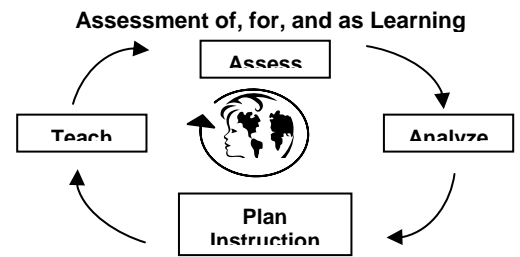 Assessment of, for, and as Learning
Assess
Teach
Analyze
Plan
Instruction